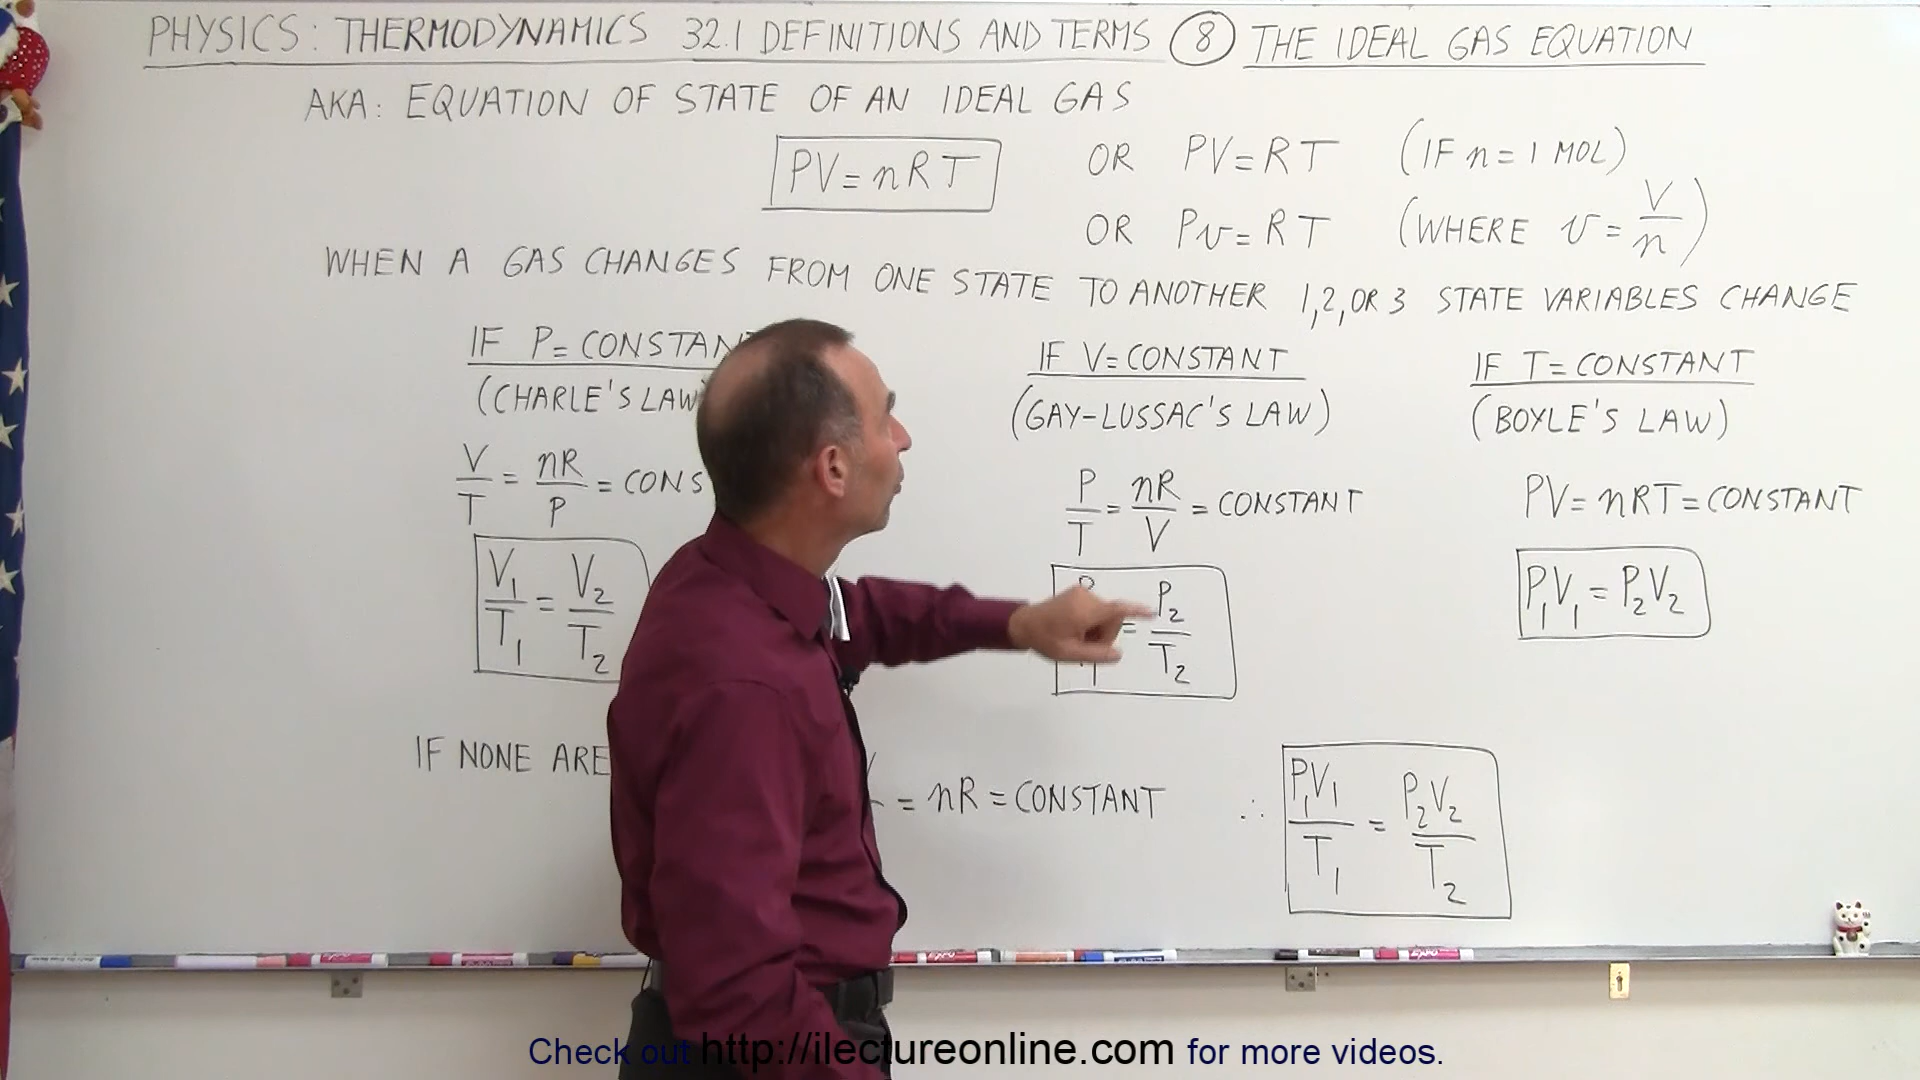 PHYSICS: THERMODYNAMICS 32.1 DEFINITIONS AND TERMS 8 THE IDEAL GAS EQUATION
AKA: EQUATION OF STATE OF AN IDEAL GAS
PV=nRT OR PV=RT (IF n=1 MOL)
OR Pv=RT (WHERE v=V/n)
WHEN A GAS CHANGES FROM ONE STATE TO ANOTHER 1,2, OR 3 STATE VARIABLES CHANGE
IF P=CONSTAN IF V=CONSTANT IF T=CONSTANT
(CHARLE'S LAW) (GAY-LUSSAC'S LAW) (BOYLE'S LAW)
V/T = nR/P = CONS P/T = nR/V = CONSTANT PV=nRT=CONSTANT
V₁/T₁ = V₂/T₂ P = P₂/T₂ P₁V₁=P₂V₂
IF NONE ARE = nR = CONSTANT ∴ P₁V₁/T₁ = P₂V₂/T₂
Check out http://ilectureonline.com for more videos.